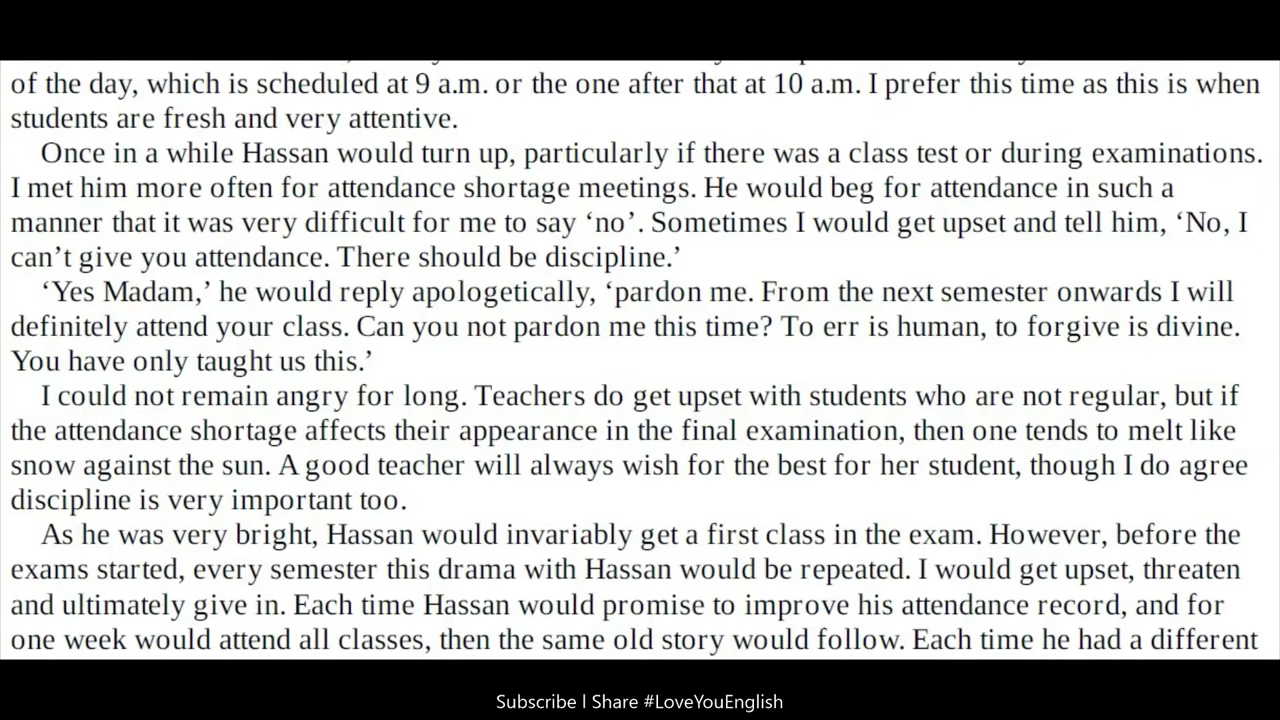 of the day, which is scheduled at 9 a.m. or the one after that at 10 a.m. I prefer this time as this is when
students are fresh and very attentive.
Once in a while Hassan would turn up, particularly if there was a class test or during examinations.
I met him more often for attendance shortage meetings. He would beg for attendance in such a
manner that it was very difficult for me to say ‘no’. Sometimes I would get upset and tell him, ‘No, I
can’t give you attendance. There should be discipline.’
‘Yes Madam,’ he would reply apologetically, ‘pardon me. From the next semester onwards I will
definitely attend your class. Can you not pardon me this time? To err is human, to forgive is divine.
You have only taught us this.’
I could not remain angry for long. Teachers do get upset with students who are not regular, but if
the attendance shortage affects their appearance in the final examination, then one tends to melt like
snow against the sun. A good teacher will always wish for the best for her student, though I do agree
discipline is very important too.
As he was very bright, Hassan would invariably get a first class in the exam. However, before the
exams started, every semester this drama with Hassan would be repeated. I would get upset, threaten
and ultimately give in. Each time Hassan would promise to improve his attendance record, and for
one week would attend all classes, then the same old story would follow. Each time he had a different
Subscribe | Share #LoveYouEnglish